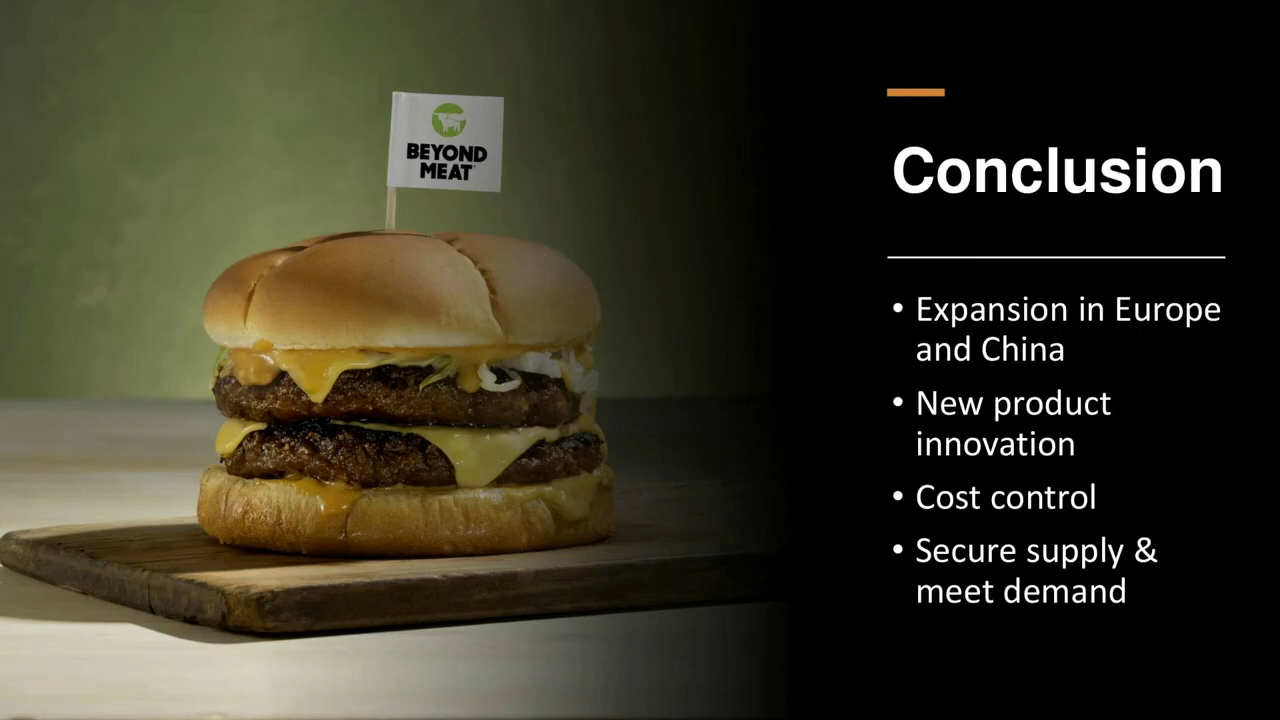 BEYOND
MEAT
Conclusion
• Expansion in Europe
and China
• New product
innovation
• Cost control
• Secure supply &
meet demand